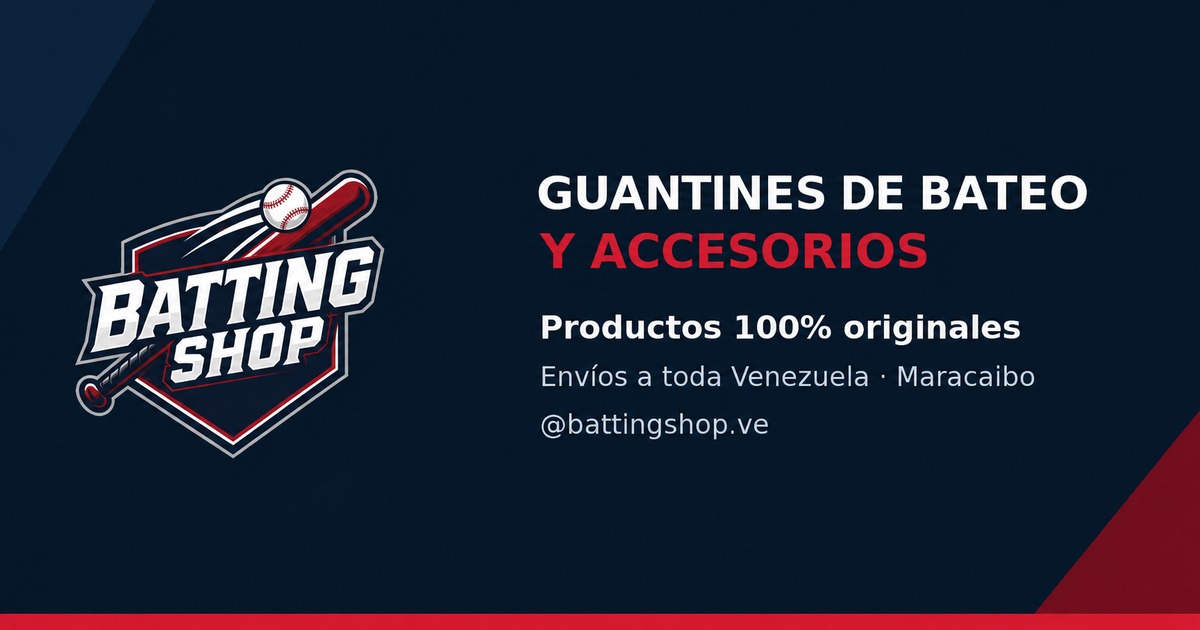 BATTING
SHOP
GUANTINES DE BATEO
Y ACCESORIOS
Productos 100% originales
Envíos a toda Venezuela · Maracaibo
@battingshop.ve